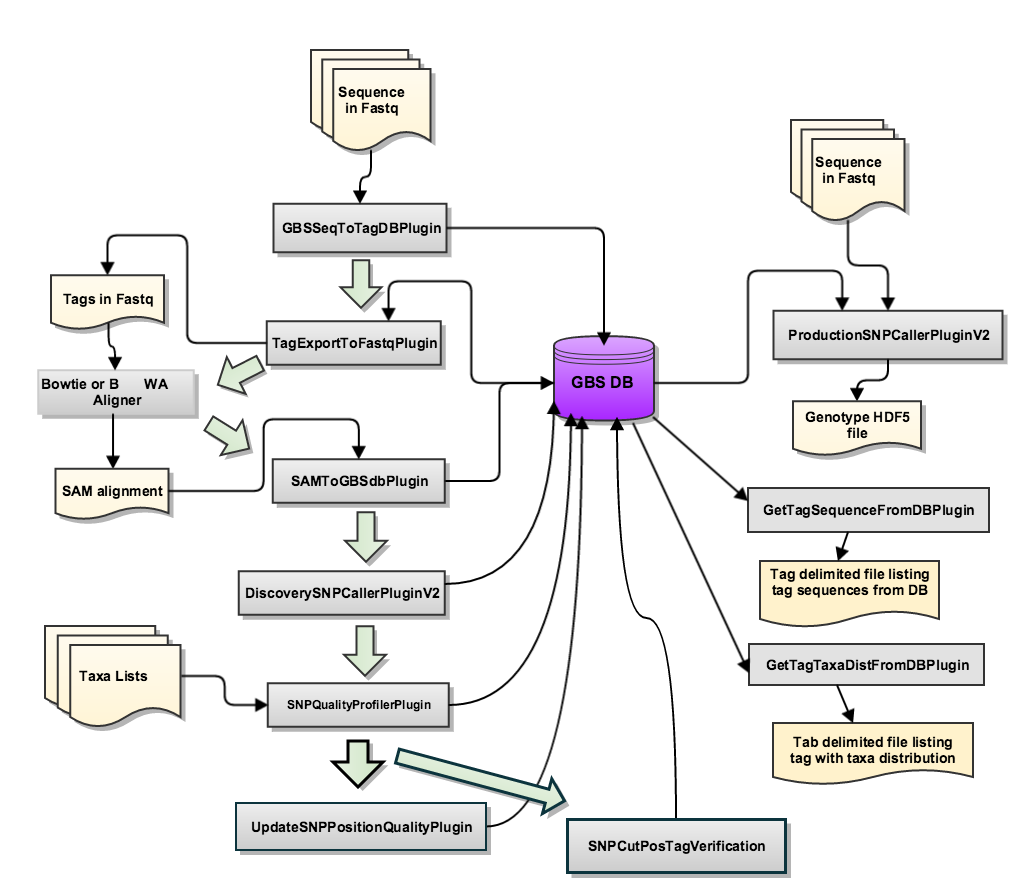 Sequence
in Fastq
Sequence
in Fastq
GBSSeqToTagDBPlugin
Tags in Fastq
TagExportToFastqPlugin
ProductionSNPCallerPluginV2
GBS DB
Bowtie or B WA
Aligner
Genotype HDF5
file
SAM alignment
SAMToGBSdbPlugin
GetTagSequenceFromDBPlugin
Tag delimited file listing
tag sequences from DB
DiscoverySNPCallerPluginV2
Taxa Lists
GetTagTaxaDistFromDBPlugin
SNPQualityProfilerPlugin
Tab delimited file listing
tag with taxa distribution
UpdateSNPPositionQualityPlugin
SNPCutPosTagVerification